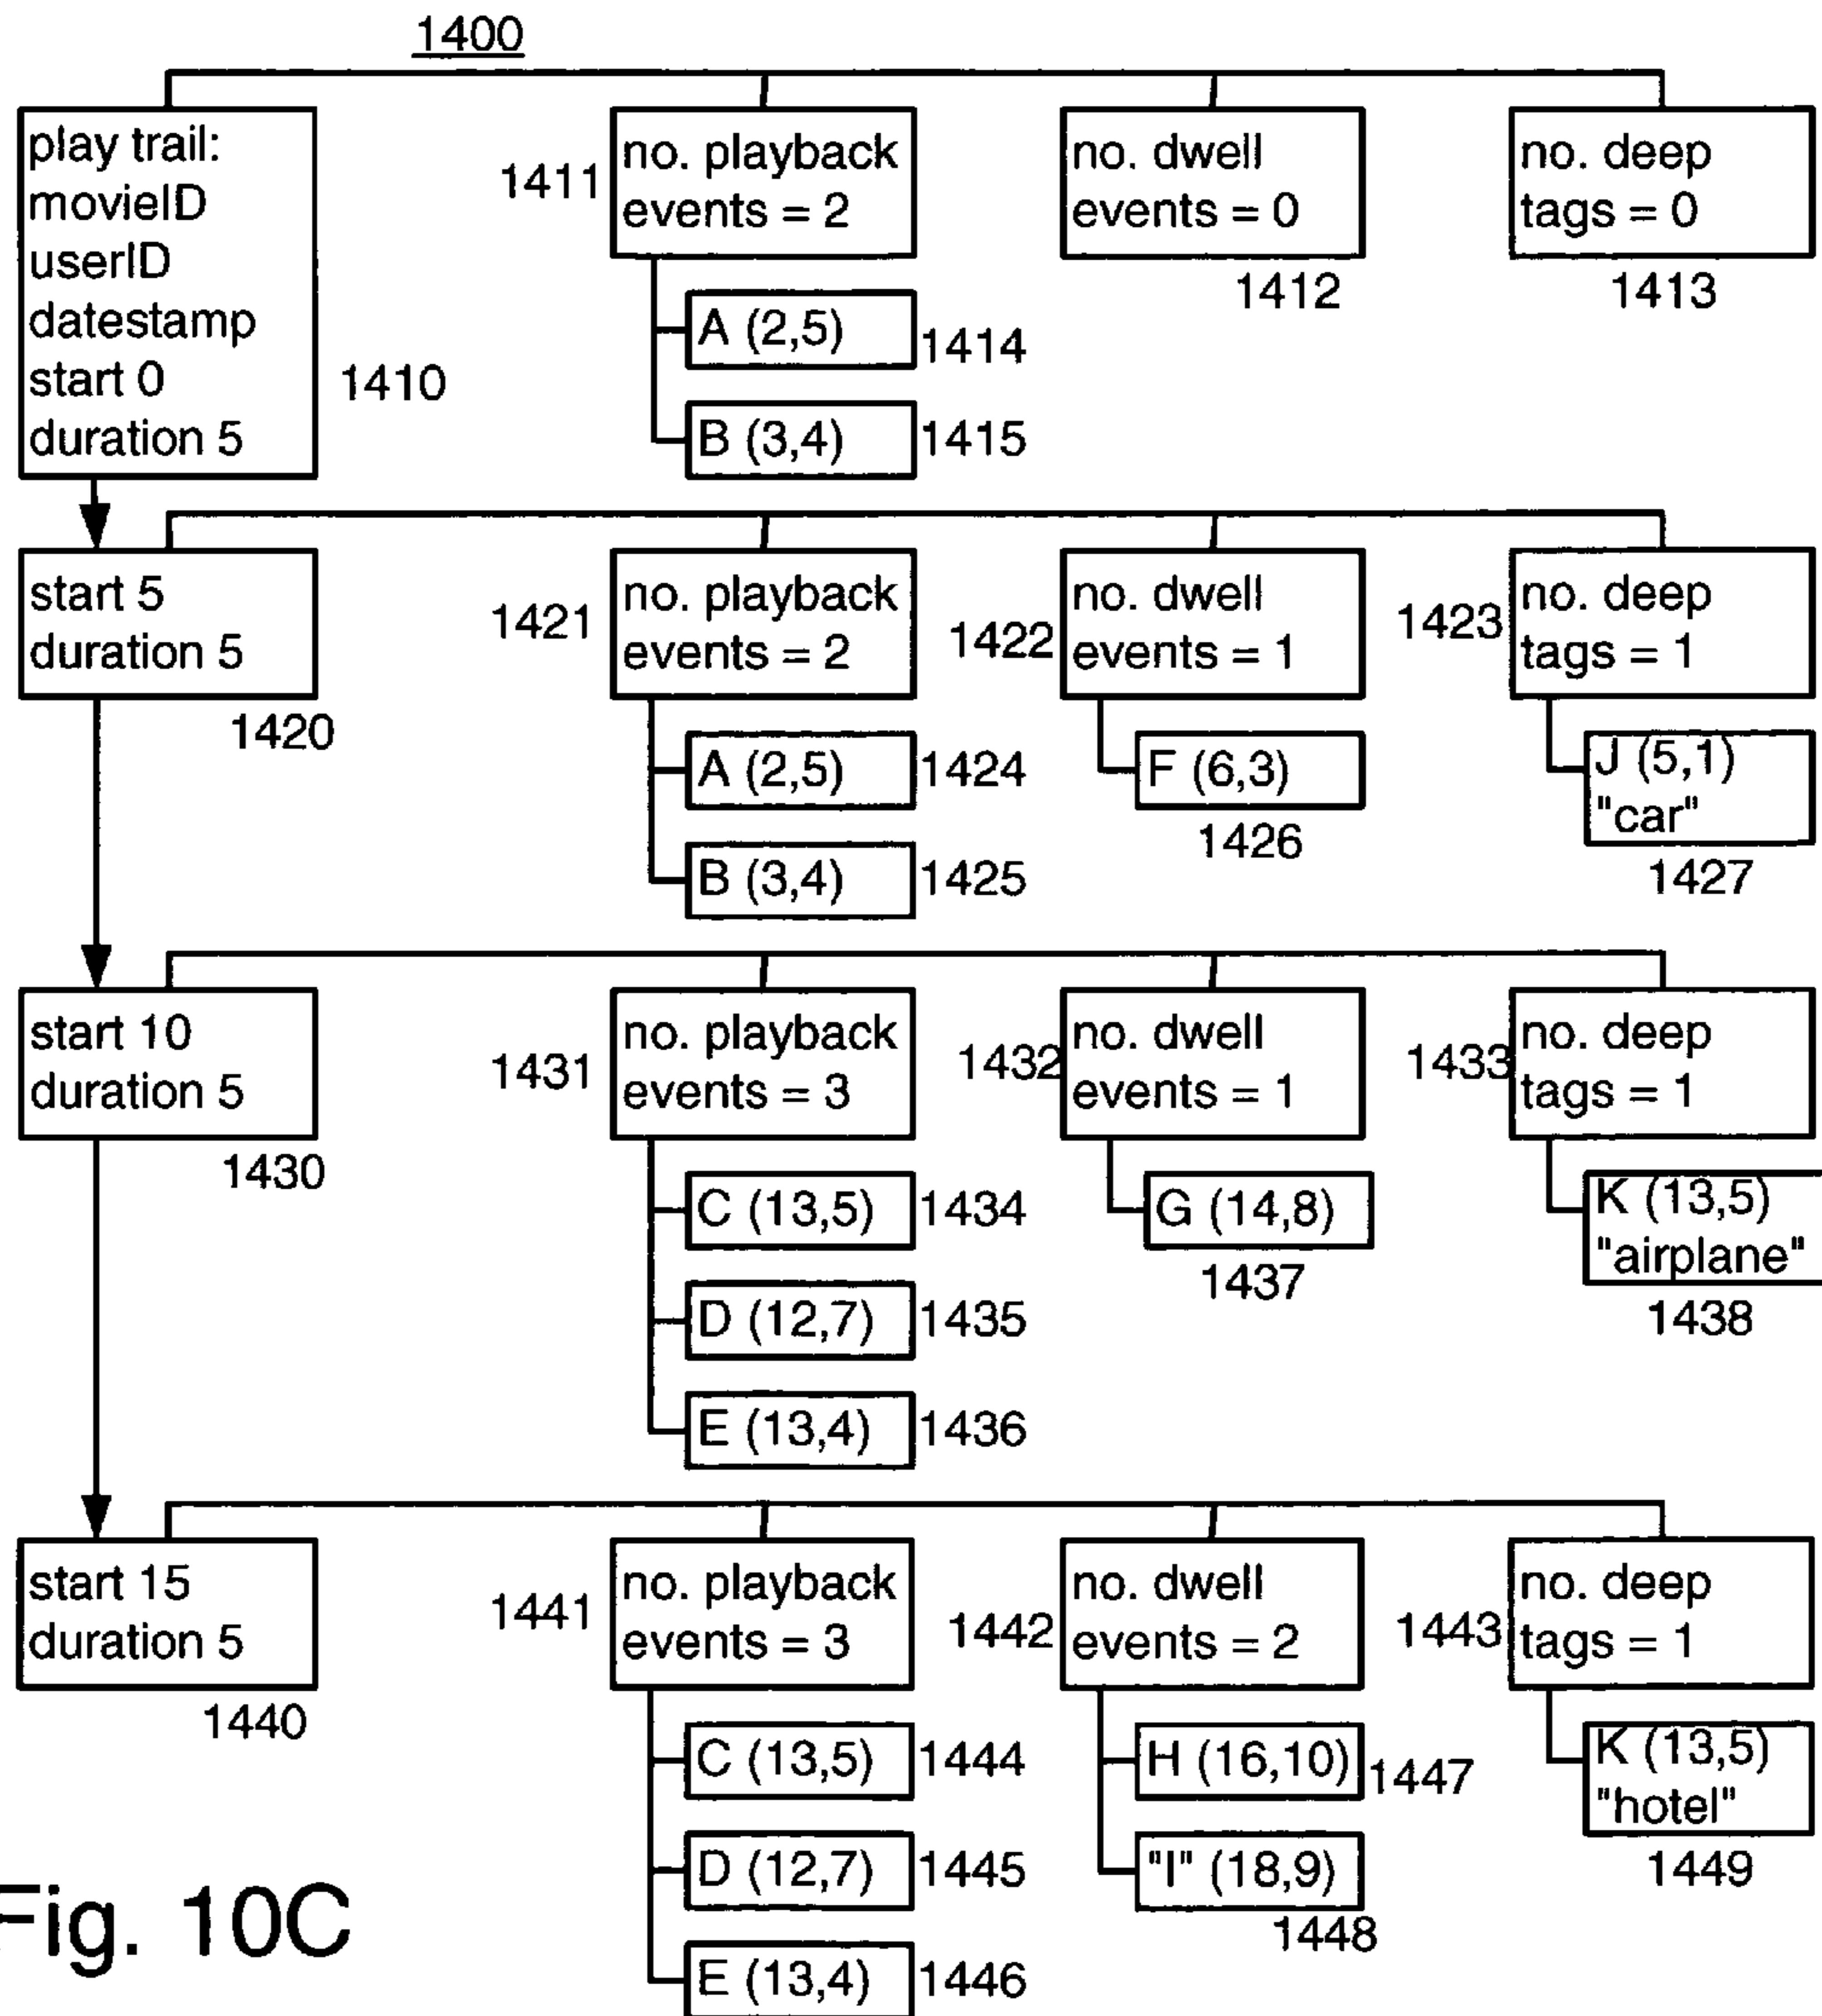 1400
play trail:
movieID
userID
datestamp
start 0
duration 5
1410
1411
no. playback
events = 2
A (2,5)
1414
B (3,4)
1415
no. dwell
events = 0
1412
no. deep
tags = 0
1413
start 5
duration 5
1420
1421
no. playback
events = 2
A (2,5)
1424
B (3,4)
1425
1422
no. dwell
events = 1
F (6,3)
1426
1423
no. deep
tags = 1
J (5,1)
"car"
1427
start 10
duration 5
1430
1431
no. playback
events = 3
C (13,5)
1434
D (12,7)
1435
E (13,4)
1436
1432
no. dwell
events = 1
G (14,8)
1437
1433
no. deep
tags = 1
K (13,5)
"airplane"
1438
start 15
duration 5
1440
1441
no. playback
events = 3
C (13,5)
1444
D (12,7)
1445
E (13,4)
1446
1442
no. dwell
events = 2
H (16,10)
1447
"I" (18,9)
1448
1443
no. deep
tags = 1
K (13,5)
"hotel"
1449
Fig. 10C